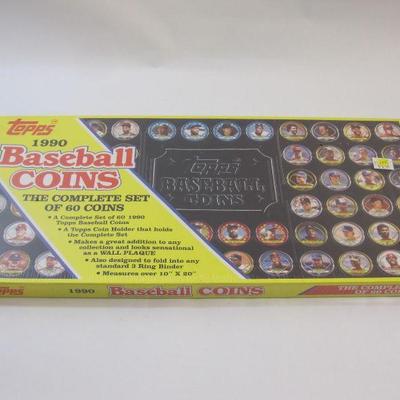 Topps
1990
Baseball
COINS
THE COMPLETE SET
OF 60 COINS
• A Complete Set of 60 1990
Topps Baseball Coins
• A Topps Coin Holder that holds
the Complete Set
• Makes a great addition to any
collection and looks sensational
as a WALL PLAQUE
• Also designed to fold into any
standard 3 Ring Binder
• Measures over 10" X 20"
Topps
BASEBALL
COINS
Topps
1990
Baseball COINS
THE COMPLETE
OF 60 COINS